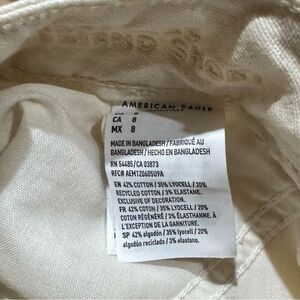 AMERICAN EAGLE
CA 8
MX 8
MADE IN BANGLADESH / FABRIQUÉ AU
BANGLADESH / HECHO EN BANGLADESH
RN 54485/CA 03873
RFC# AEM120605U9A
EN 42% COTTON / 35% LYOCELL / 20%
RECYCLED COTTON / 3% ELASTANE.
EXCLUSIVE OF DECORATION.
FR 42% COTON / 35% LYOCELL / 20%
COTON RÉGÉNÉRÉ / 3% ÉLASTHANNE. À
L'EXCEPTION DE LA GARNITURE.
SP 42% algodón / 35% lyocell / 20%
algodón reciclado / 3% elastano.